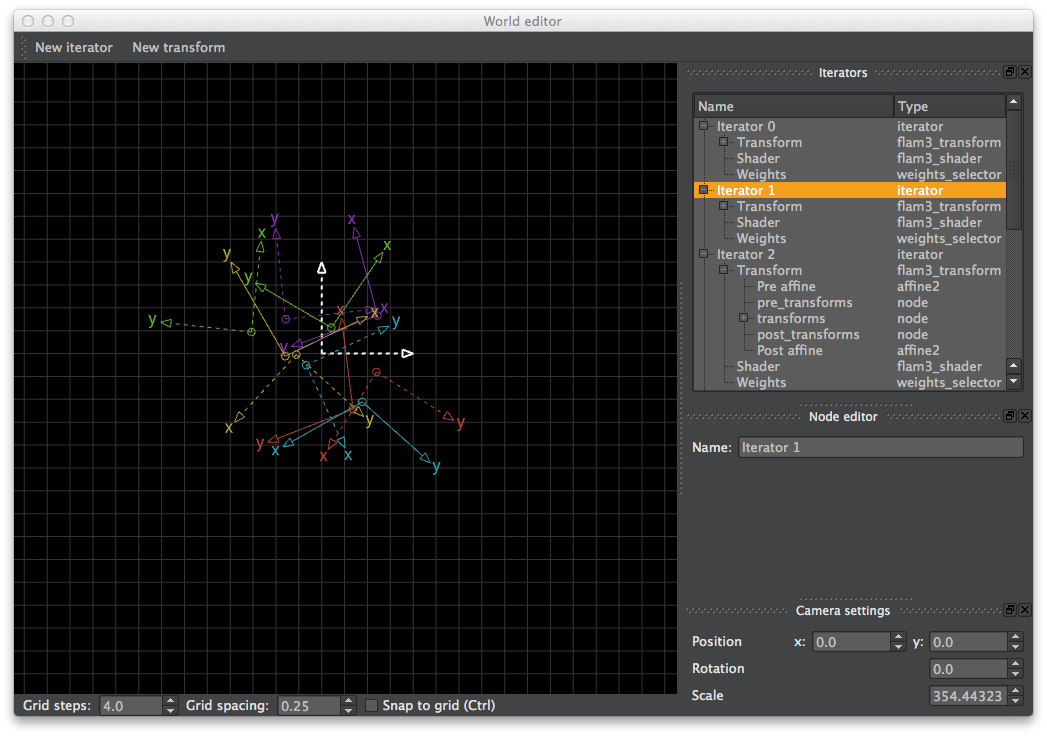 World editor
New iterator New transform
Iterators
Name Type
Iterator 0 iterator
Transform flam3_transform
Shader flam3_shader
Weights weights_selector
Iterator 1 iterator
Transform flam3_transform
Shader flam3_shader
Weights weights_selector
Iterator 2 iterator
Transform flam3_transform
Pre affine affine2
pre_transforms node
transforms node
post_transforms node
Post affine affine2
Shader flam3_shader
Weights weights_selector
Node editor
Name: Iterator 1
Camera settings
Position x: 0.0 y: 0.0
Rotation 0.0
Scale 354.44323
y x
x
y x
y
y
x x
y x y
y
x y y
y x x x
y
Grid steps: 4.0 Grid spacing: 0.25 Snap to grid (Ctrl)